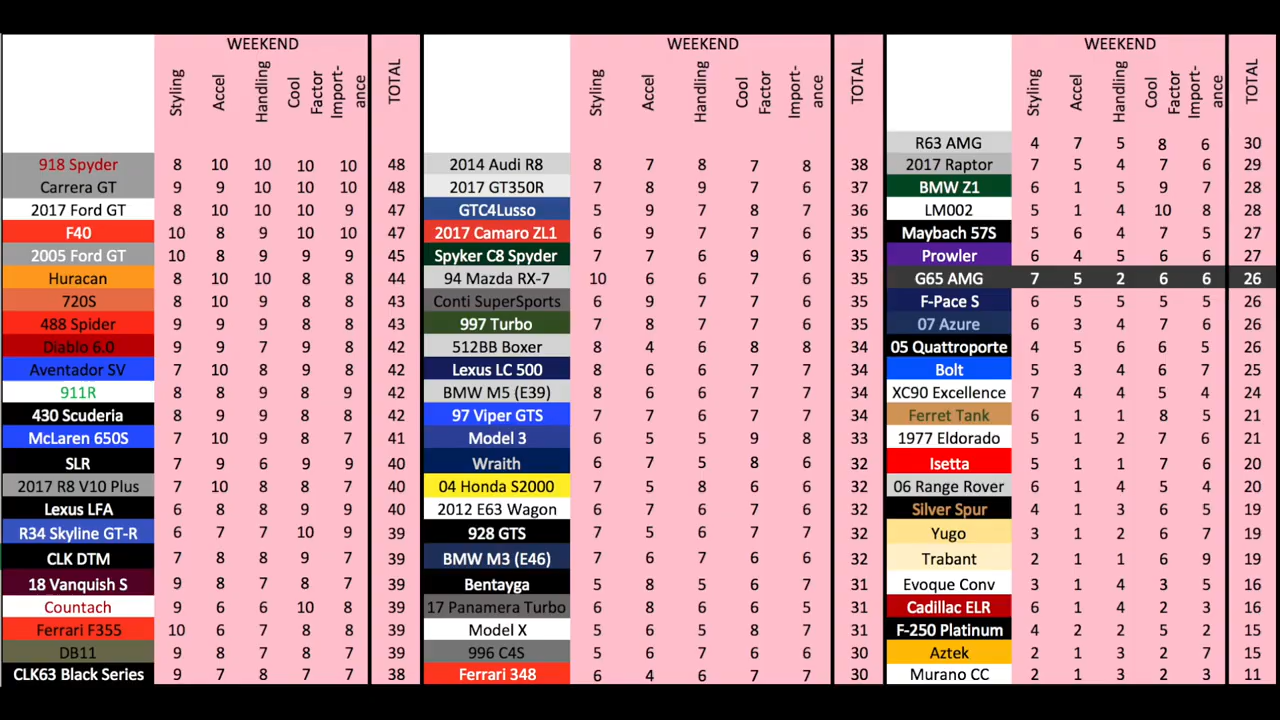 WEEKEND
Styling Accel Handling Cool Factor Import-ance TOTAL
918 Spyder 8 10 10 10 10 48
Carrera GT 9 9 10 10 10 48
2017 Ford GT 8 10 10 10 9 47
F40 10 8 9 10 10 47
2005 Ford GT 10 8 9 9 9 45
Huracan 8 10 10 8 8 44
720S 8 10 9 8 8 43
488 Spider 9 9 9 8 8 43
Diablo 6.0 9 9 7 9 8 42
Aventador SV 7 10 8 9 8 42
911R 8 8 9 8 9 42
430 Scuderia 8 9 9 8 8 42
McLaren 650S 7 10 9 8 7 41
SLR 7 9 6 9 9 40
2017 R8 V10 Plus 7 10 8 8 7 40
Lexus LFA 6 8 8 9 9 40
R34 Skyline GT-R 6 7 7 10 9 39
CLK DTM 7 8 8 9 7 39
18 Vanquish S 9 8 7 8 7 39
Countach 9 6 6 10 8 39
Ferrari F355 10 6 7 8 8 39
DB11 9 8 7 8 7 39
CLK63 Black Series 9 7 8 7 7 38
WEEKEND
Styling Accel Handling Cool Factor Import-ance TOTAL
2014 Audi R8 8 7 8 7 8 38
2017 GT350R 7 8 9 7 6 37
GTC4Lusso 5 9 7 8 7 36
2017 Camaro ZL1 6 9 7 7 6 35
Spyker C8 Spyder 7 7 6 9 6 35
94 Mazda RX-7 10 6 6 7 6 35
Conti SuperSports 6 9 7 7 6 35
997 Turbo 7 8 7 7 6 35
512BB Boxer 8 4 6 8 8 34
Lexus LC 500 8 6 6 7 7 34
BMW M5 (E39) 8 6 6 7 7 34
97 Viper GTS 7 7 6 7 7 34
Model 3 6 5 5 9 8 33
Wraith 6 7 5 8 6 32
04 Honda S2000 7 5 8 6 6 32
2012 E63 Wagon 6 7 6 7 6 32
928 GTS 7 5 6 7 7 32
BMW M3 (E46) 7 6 7 6 6 32
Bentayga 5 8 5 6 7 31
17 Panamera Turbo 6 8 6 6 5 31
Model X 5 6 5 8 7 31
996 C4S 5 6 7 6 6 30
Ferrari 348 6 4 6 7 7 30
WEEKEND
Styling Accel Handling Cool Factor Import-ance TOTAL
R63 AMG 4 7 5 8 6 30
2017 Raptor 7 5 4 7 6 29
BMW Z1 6 1 5 9 7 28
LM002 5 1 4 10 8 28
Maybach 57S 5 6 4 7 5 27
Prowler 6 4 5 6 6 27
G65 AMG 7 5 2 6 6 26
F-Pace S 6 5 5 5 5 26
07 Azure 6 3 4 7 6 26
05 Quattroporte 4 5 6 6 5 26
Bolt 5 3 4 6 7 25
XC90 Excellence 7 4 4 5 4 24
Ferret Tank 6 1 1 8 5 21
1977 Eldorado 5 1 2 7 6 21
Isetta 5 1 1 7 6 20
06 Range Rover 6 1 4 5 4 20
Silver Spur 4 1 3 6 5 19
Yugo 3 1 2 6 7 19
Trabant 2 1 1 6 9 19
Evoque Conv 3 1 4 3 5 16
Cadillac ELR 6 1 4 2 3 16
F-250 Platinum 4 2 2 5 2 15
Aztek 2 1 3 2 7 15
Murano CC 2 1 3 2 3 11